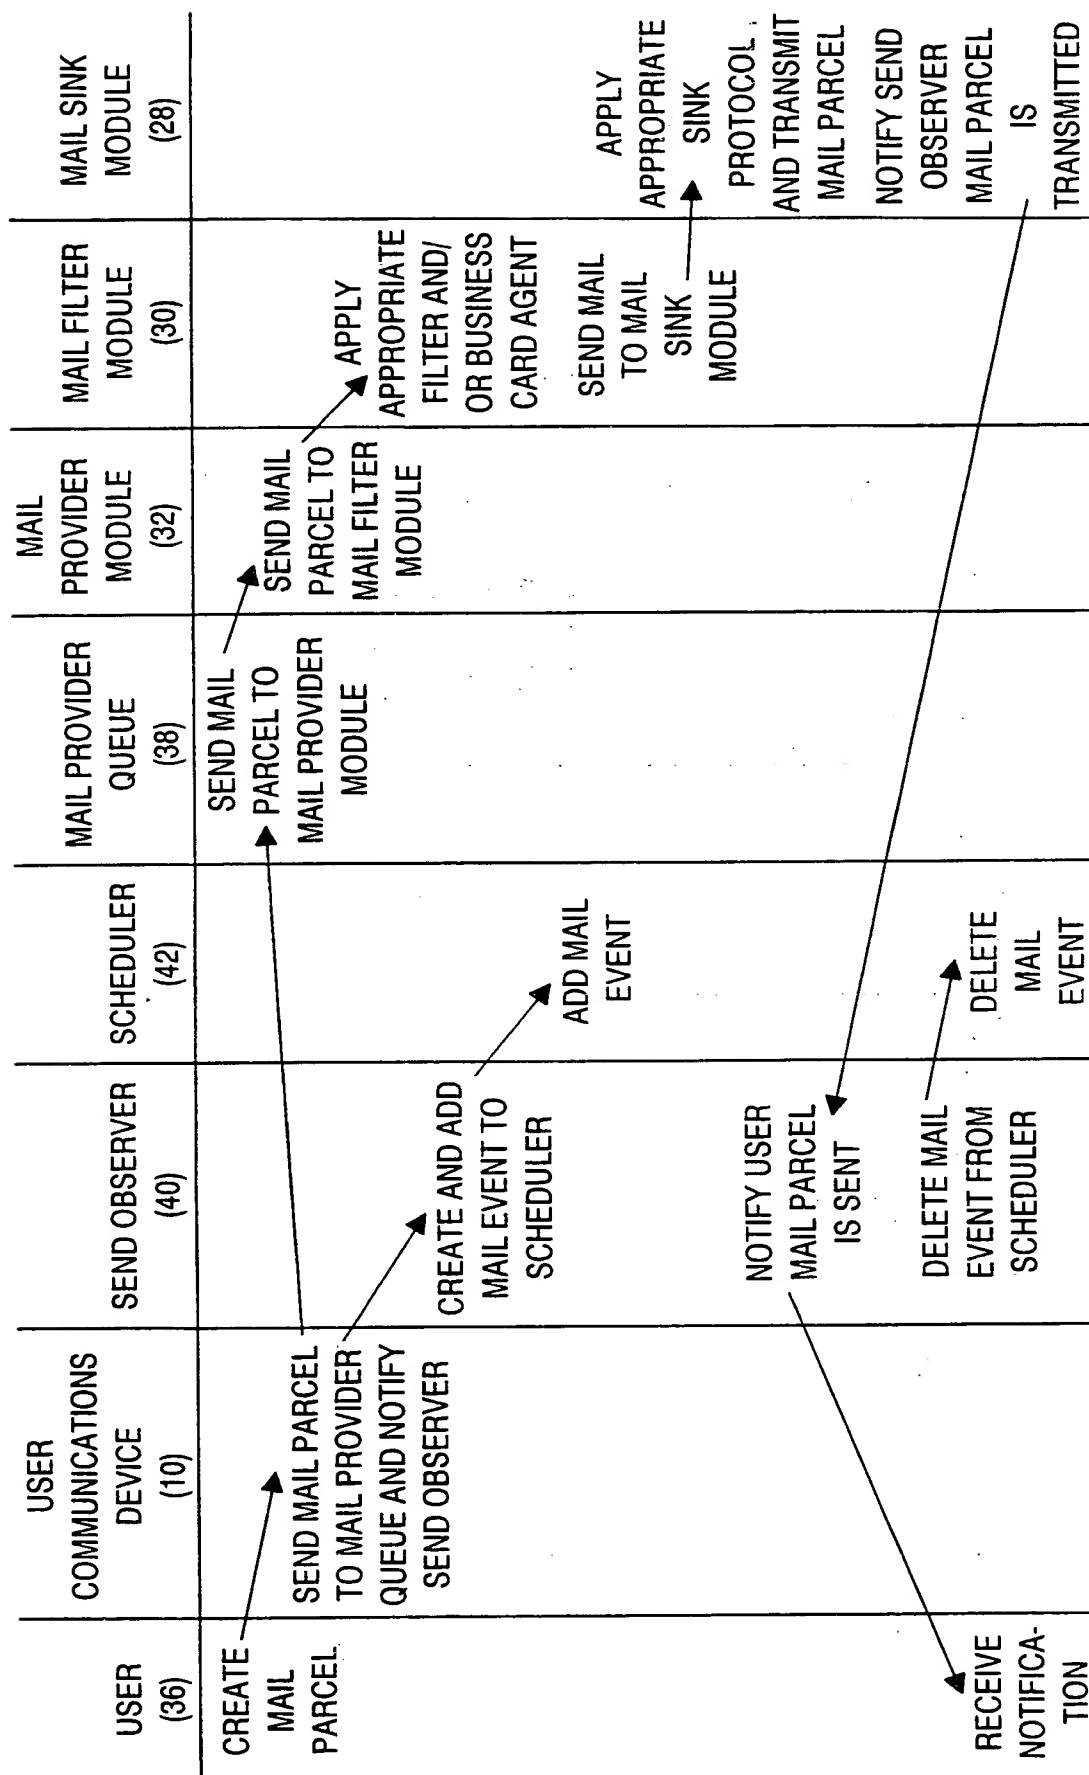 USER
(36)
CREATE
MAIL
PARCEL
RECEIVE
NOTIFICA-
TION
USER
COMMUNICATIONS
DEVICE
(10)
SEND MAIL PARCEL
TO MAIL PROVIDER
QUEUE AND NOTIFY
SEND OBSERVER
SEND OBSERVER
(40)
CREATE AND ADD
MAIL EVENT TO
SCHEDULER
NOTIFY USER
MAIL PARCEL
IS SENT
DELETE MAIL
EVENT FROM
SCHEDULER
SCHEDULER
(42)
ADD MAIL
EVENT
DELETE
MAIL
EVENT
MAIL PROVIDER
QUEUE
(38)
SEND MAIL
PARCEL TO
MAIL PROVIDER
MODULE
MAIL
PROVIDER
MODULE
(32)
SEND MAIL
PARCEL TO
MAIL FILTER
MODULE
MAIL FILTER
MODULE
(30)
APPLY
APPROPRIATE
FILTER AND/
OR BUSINESS
CARD AGENT
SEND MAIL
TO MAIL
SINK
MODULE
MAIL SINK
MODULE
(28)
APPLY
APPROPRIATE
SINK
PROTOCOL
AND TRANSMIT
MAIL PARCEL
NOTIFY SEND
OBSERVER
MAIL PARCEL
IS
TRANSMITTED